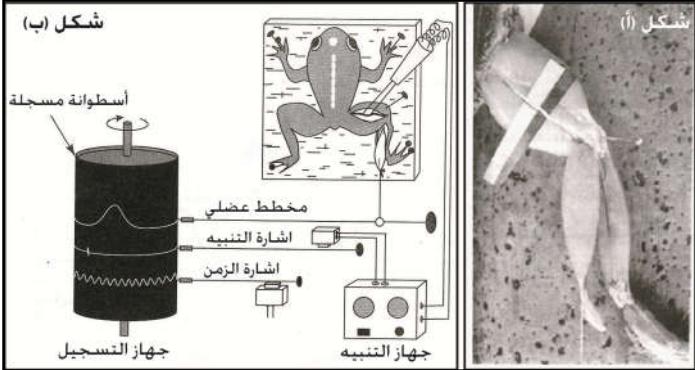 شكل (أ)
شكل (ب)
أسطوانة مسجلة
مخطط عضلي
اشارة التنبيه
اشارة الزمن
جهاز التسجيل
جهاز التنبيه